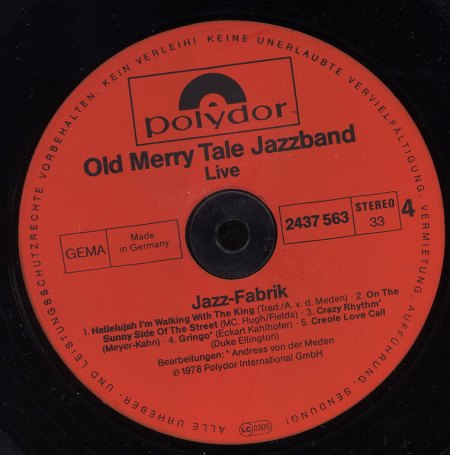 ALLE URHEBER- UND LEISTUNGSSCHUTZRECHTE VORBEHALTEN. KEIN VERLEIH! KEINE UNERLAUBTE VERVIELFÄLTIGUNG, VERMIETUNG, AUFFÜHRUNG, SENDUNG!
polydor
Old Merry Tale Jazzband
Live
GEMA
Made
in Germany
2437 563
STEREO
33
4
Jazz-Fabrik
1. Hallelujah I'm Walking With The King (Trad./A. v. d. Meden) · 2. On The
Sunny Side Of The Street (MC. Hugh/Fields) · 3. Crazy Rhythm*
(Meyer-Kahn) · 4. Gringo* (Eckart Kahlhofer) · 5. Creole Love Call
(Duke Ellington)
Bearbeitungen: * Andreas von der Meden
℗ 1978 Polydor International GmbH
LC 0309